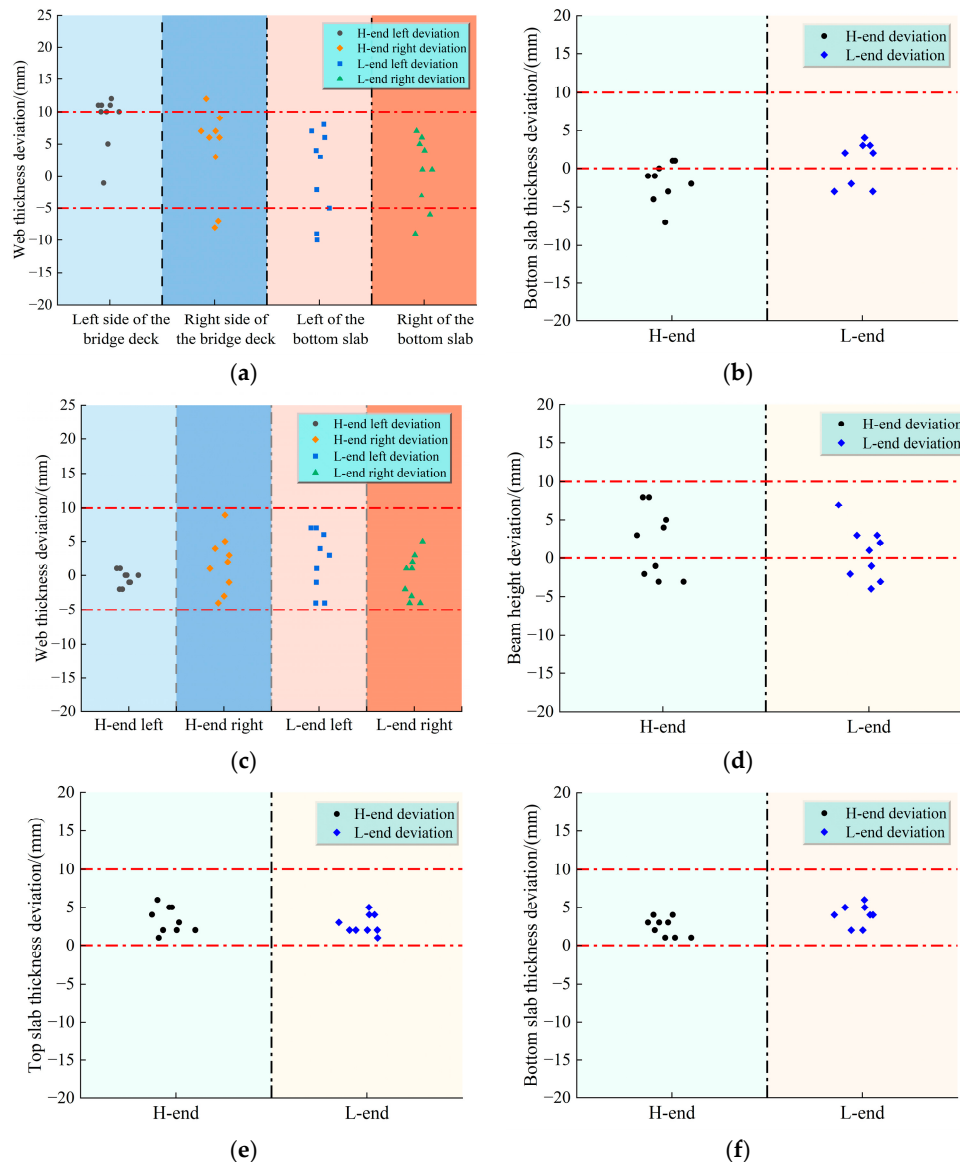 25
20
15
10
5
0
−5
−10
−15
−20
Web thickness deviation/(mm)
H-end left deviation
H-end right deviation
L-end left deviation
L-end right deviation
Left side of the
bridge deck
Right side of
the bridge deck
Left of the
bottom slab
Right of the
bottom slab
(a)
20
15
10
5
0
−5
−10
−15
−20
Bottom slab thickness deviation/(mm)
H-end deviation
L-end deviation
H-end
L-end
(b)
25
20
15
10
5
0
−5
−10
−15
−20
Web thickness deviation/(mm)
H-end left deviation
H-end right deviation
L-end left deviation
L-end right deviation
H-end left
H-end right
L-end left
L-end right
(c)
20
15
10
5
0
−5
−10
−15
−20
Beam height deviation/(mm)
H-end deviation
L-end deviation
H-end
L-end
(d)
20
15
10
5
0
−5
−10
−15
−20
Top slab thickness deviation/(mm)
H-end deviation
L-end deviation
H-end
L-end
(e)
20
15
10
5
0
−5
−10
−15
−20
Bottom slab thickness deviation/(mm)
H-end deviation
L-end deviation
H-end
L-end
(f)